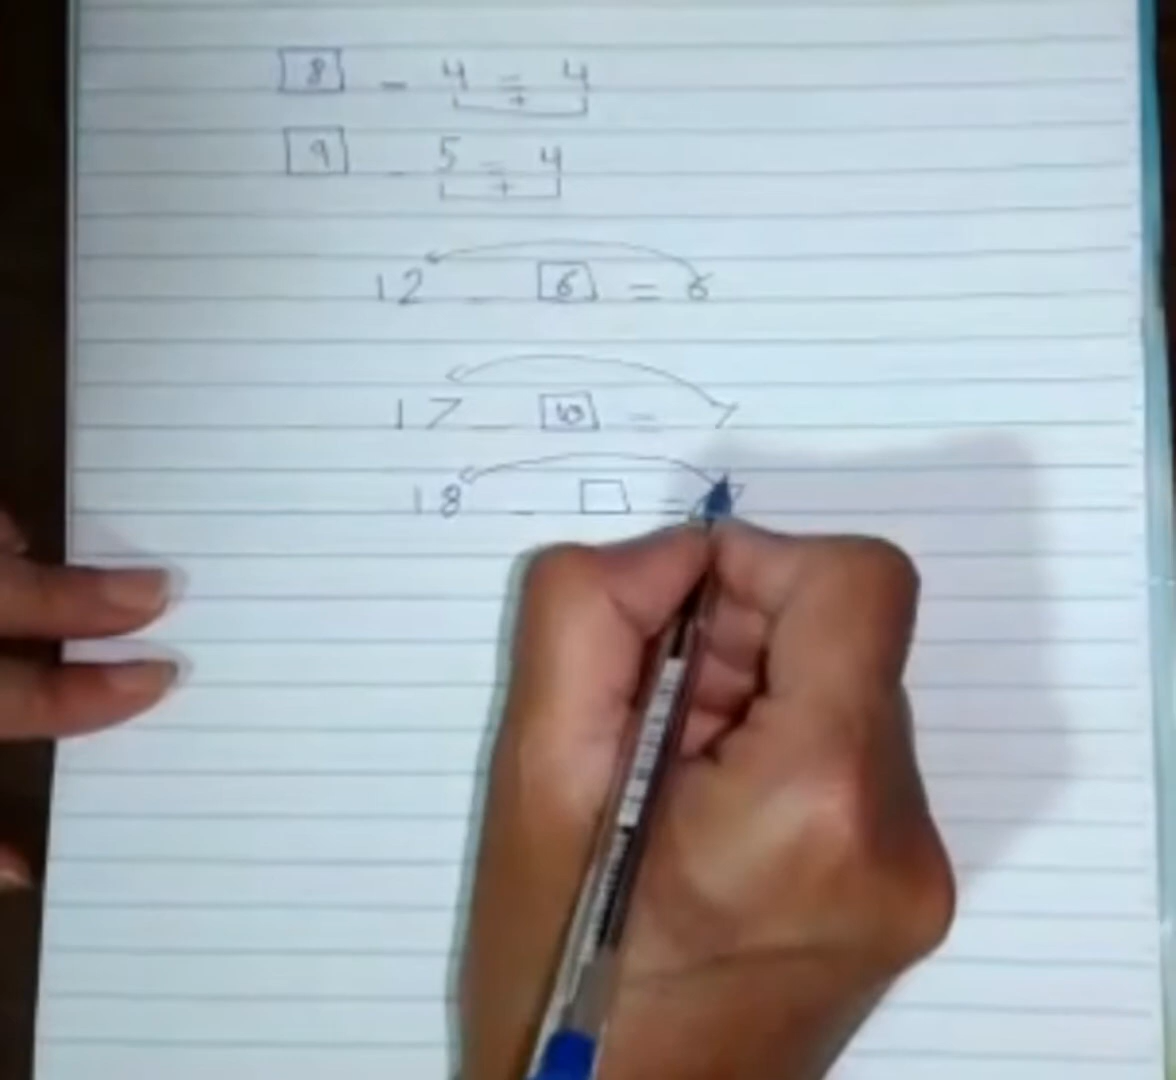 8 - 4 = 4
+
9 - 5 = 4
+
12 - 6 = 6
17 - 10 = 7
18 - □ =